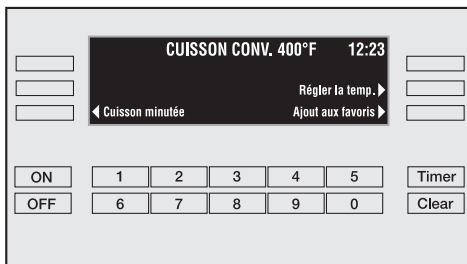 CUISSON CONV. 400°F 12:23
Régler la temp.
Cuisson minutée Ajout aux favoris
ON 1 2 3 4 5 Timer
OFF 6 7 8 9 0 Clear